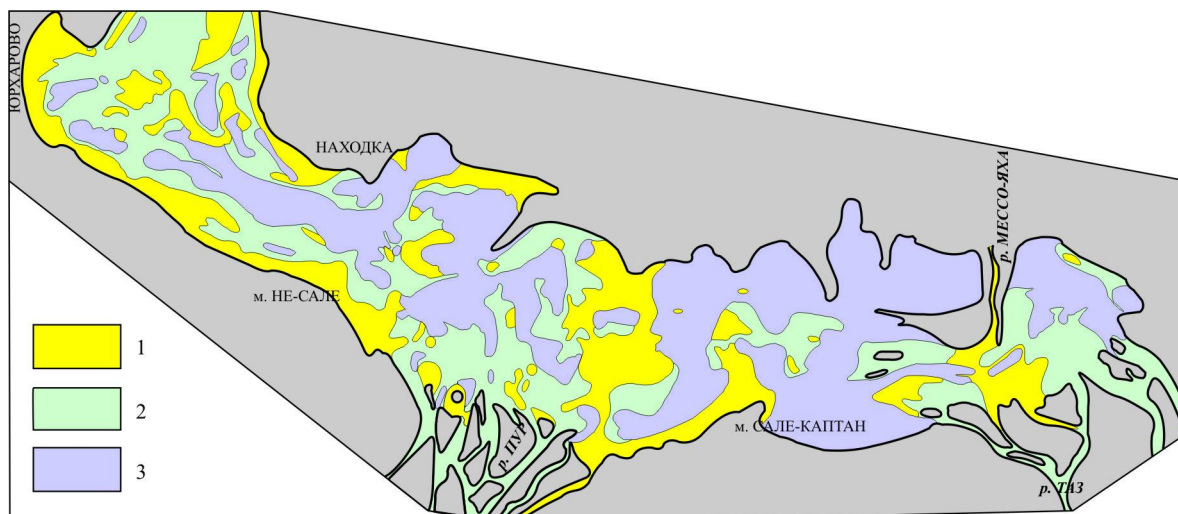 ЮРХАРОВО
НАХОДКА
р. МЕССО-ЯХА
м. НЕ-САЛЕ
1
2
3
м. САЛЕ-КАПТАН
р. ПУР
р. ТАЗ